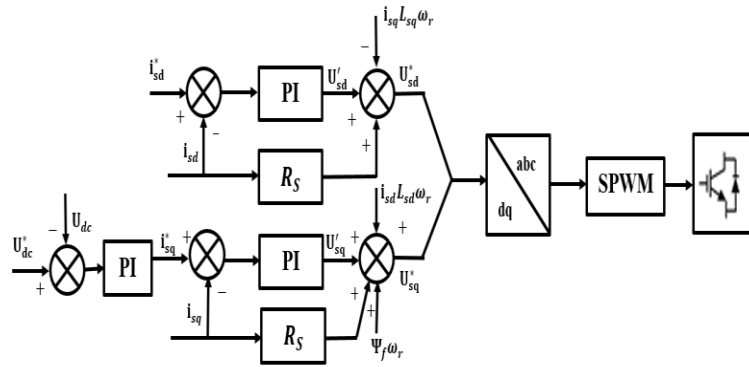 i_sq L_sq ω_r
−
i*_sd
PI
U′_sd
U*_sd
+
+
−
+
i_sd
R_S
abc
dq
SPWM
i_sd L_sd ω_r
−
U_dc
U*_dc
+
PI
i*_sq
+
−
PI
U′_sq
+
+
U*_sq
i_sq
R_S
+
+
Ψ_f ω_r